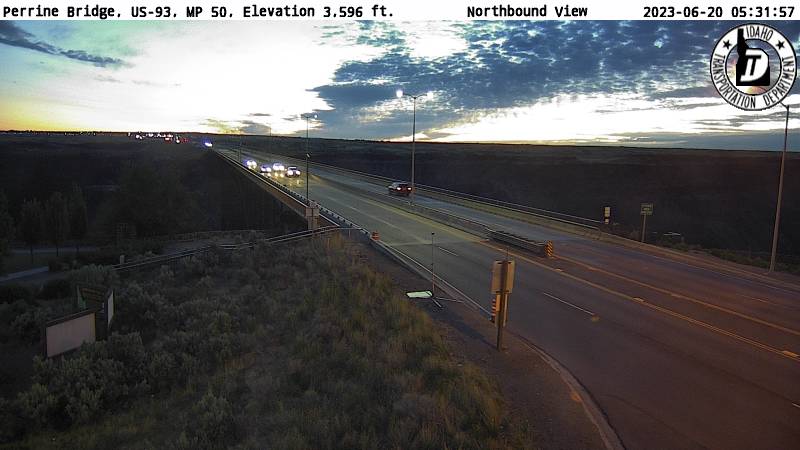 Perrine Bridge, US-93, MP 50, Elevation 3,596 ft. Northbound View 2023-06-20 05:31:57
IDAHO
TRANSPORTATION DEPARTMENT